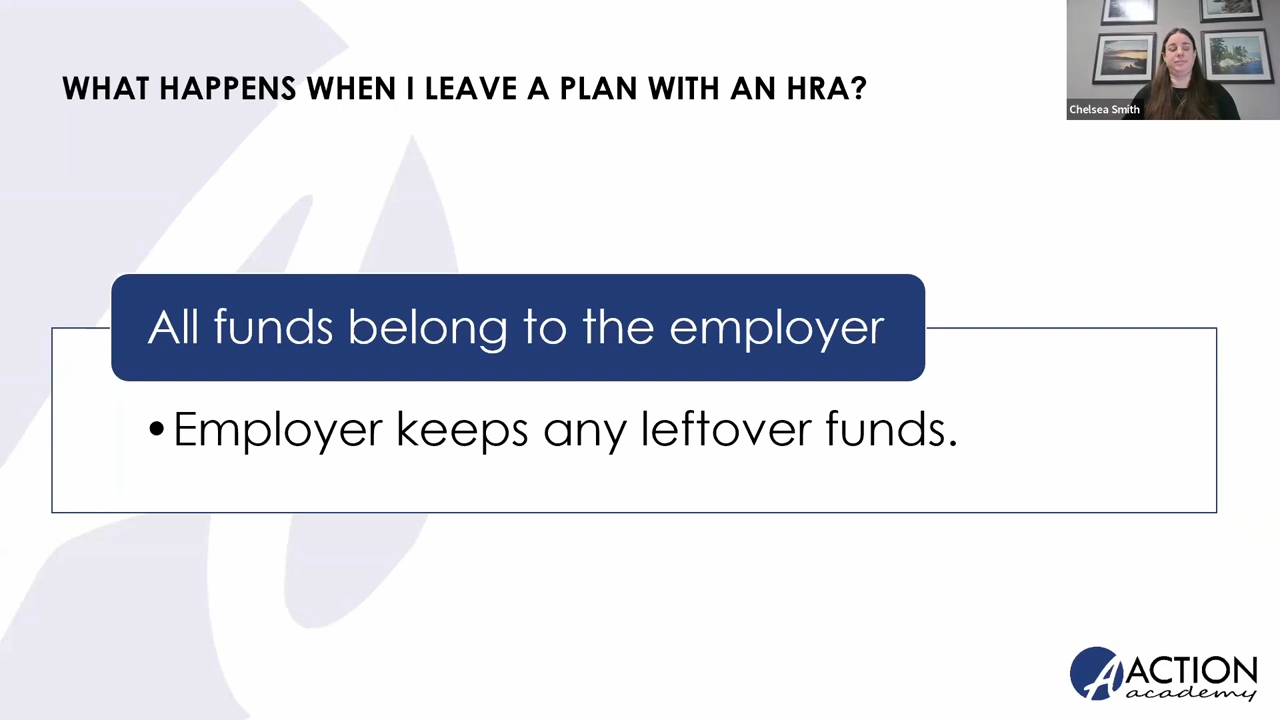 WHAT HAPPENS WHEN I LEAVE A PLAN WITH AN HRA?
Chelsea Smith
All funds belong to the employer
•Employer keeps any leftover funds.
A ACTION
academy